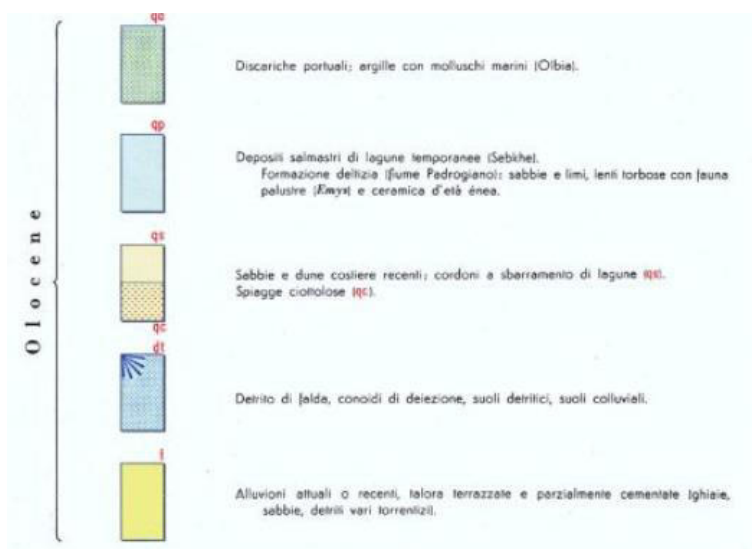 Olocene
qa
Discariche portuali; argille con molluschi marini (Olbia).
qp
Depositi salmastri di lagune temporanee (Sebkhe).
Formazione deltizia (fiume Padrogiano): sabbie e limi, lenti torbose con fauna
palustre (Emys) e ceramica d'età énea.
qs
Sabbie e dune costiere recenti; cordoni a sbarramento di lagune (qs).
Spiagge ciottolose (qc).
qc
dt
Detrito di falda, conoidi di deiezione, suoli detritici, suoli colluviali.
Alluvioni attuali o recenti, talora terrazzate e parzialmente cementate (ghiaie,
sabbie, detriti vari torrentizi).